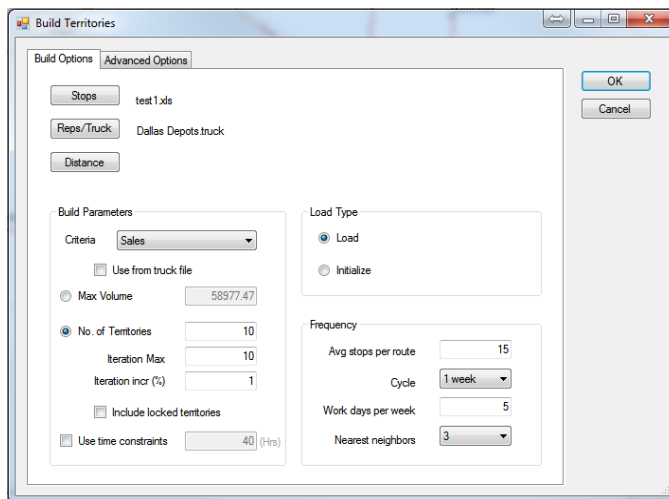 Build Territories
Build Options Advanced Options
Stops test1.xls
Reps/Truck Dallas Depots.truck
Distance
OK
Cancel
Build Parameters
Criteria Sales
Use from truck file
Max Volume 58977.47
No. of Territories 10
Iteration Max 10
Iteration incr (%) 1
Include locked territories
Use time constraints 40 (Hrs)
Load Type
Load
Initialize
Frequency
Avg stops per route 15
Cycle 1 week
Work days per week 5
Nearest neighbors 3